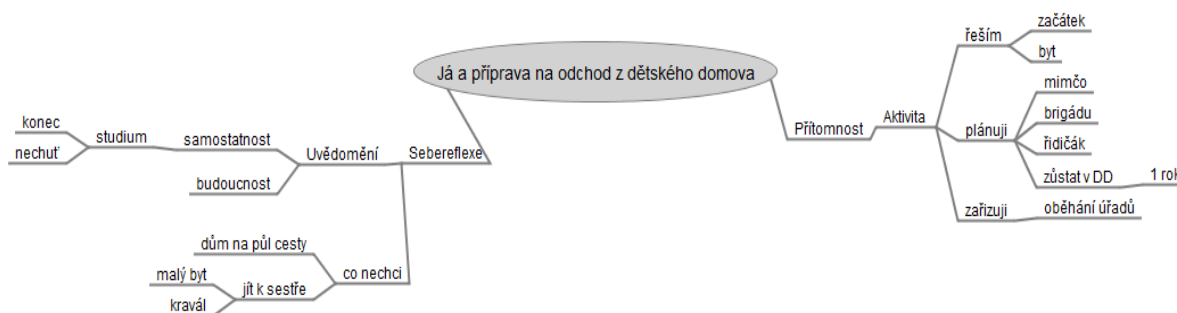 Já a příprava na odchod z dětského domova
konec
nechuť
studium
samostatnost
budoucnost
Uvědomění
Sebereflexe
dům na půl cesty
malý byt
kravál
jít k sestře
co nechci
Přítomnost
Aktivita
řeším
začátek
byt
plánuji
mimčo
brigádu
řidičák
zůstat v DD
1 rok
zařizuji
oběhání úřadů